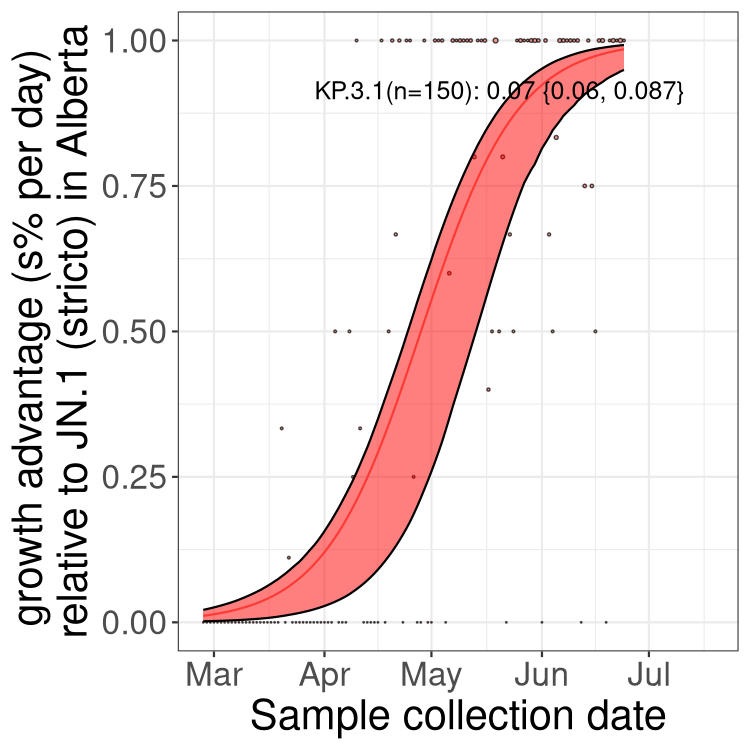 growth advantage (s% per day)
relative to JN.1 (stricto) in Alberta
1.00
0.75
0.50
0.25
0.00
KP.3.1(n=150): 0.07 {0.06, 0.087}
Mar Apr May Jun Jul
Sample collection date